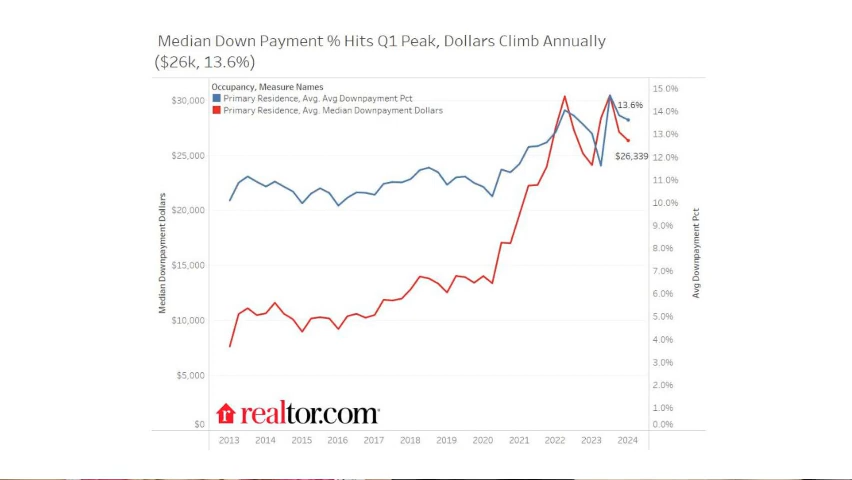 Median Down Payment % Hits Q1 Peak, Dollars Climb Annually
($26k, 13.6%)
Occupancy, Measure Names
Primary Residence, Avg. Avg Downpayment Pct
Primary Residence, Avg. Median Downpayment Dollars
$30,000
$25,000
$20,000
$15,000
$10,000
$5,000
$0
Median Downpayment Dollars
13.6%
$26,339
15.0%
14.0%
13.0%
12.0%
11.0%
10.0%
9.0%
8.0%
7.0%
6.0%
5.0%
4.0%
3.0%
2.0%
1.0%
0.0%
Avg Downpayment Pct
r realtor.com®
2013 2014 2015 2016 2017 2018 2019 2020 2021 2022 2023 2024